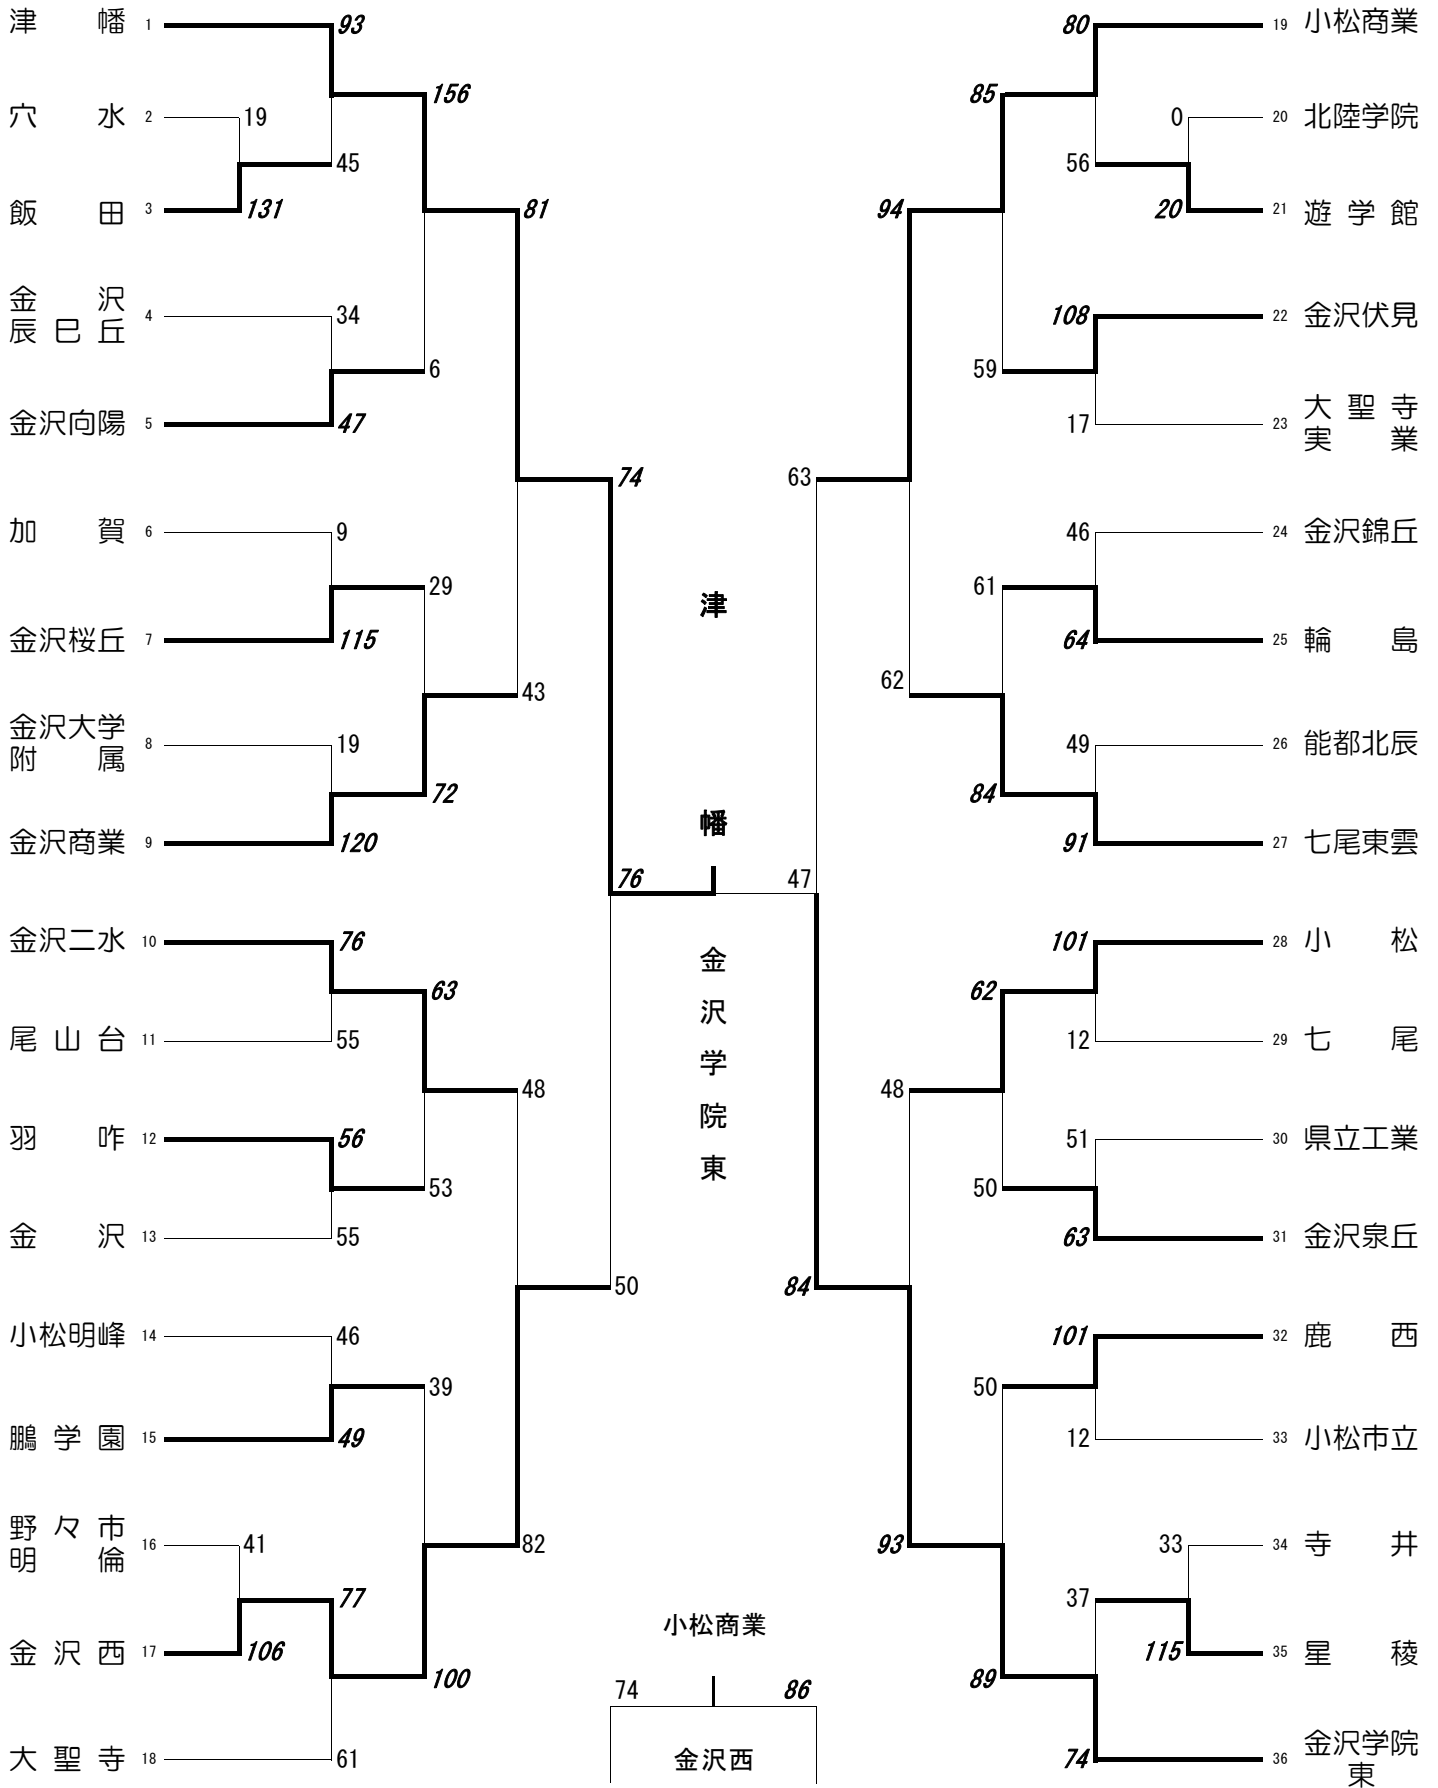 津幡 1 93
156
穴水 2 19
45
飯田 3 131
81
金沢
辰巳丘 4 34
6
金沢向陽 5 47
74
加賀 6 9
29
金沢桜丘 7 115
43
金沢大学
附属 8 19
72
金沢商業 9 120
76
金沢二水 10 76
63
尾山台 11 55
48
羽咋 12 56
53
金沢 13 55
50
小松明峰 14 46
39
鵬学園 15 49
82
野々市
明倫 16 41
77
金沢西 17 106
100
大聖寺 18 61
津幡
金沢学院東
小松商業
74 86
金沢西
80 19 小松商業
85
0 20 北陸学院
56
20 21 遊学館
94
108 22 金沢伏見
59
17 23 大聖寺
実業
63
46 24 金沢錦丘
61
64 25 輪島
62
49 26 能都北辰
84
91 27 七尾東雲
47
101 28 小松
62
12 29 七尾
48
51 30 県立工業
50
63 31 金沢泉丘
84
101 32 鹿西
50
12 33 小松市立
93
33 34 寺井
37
115 35 星稜
89
74 36 金沢学院
東